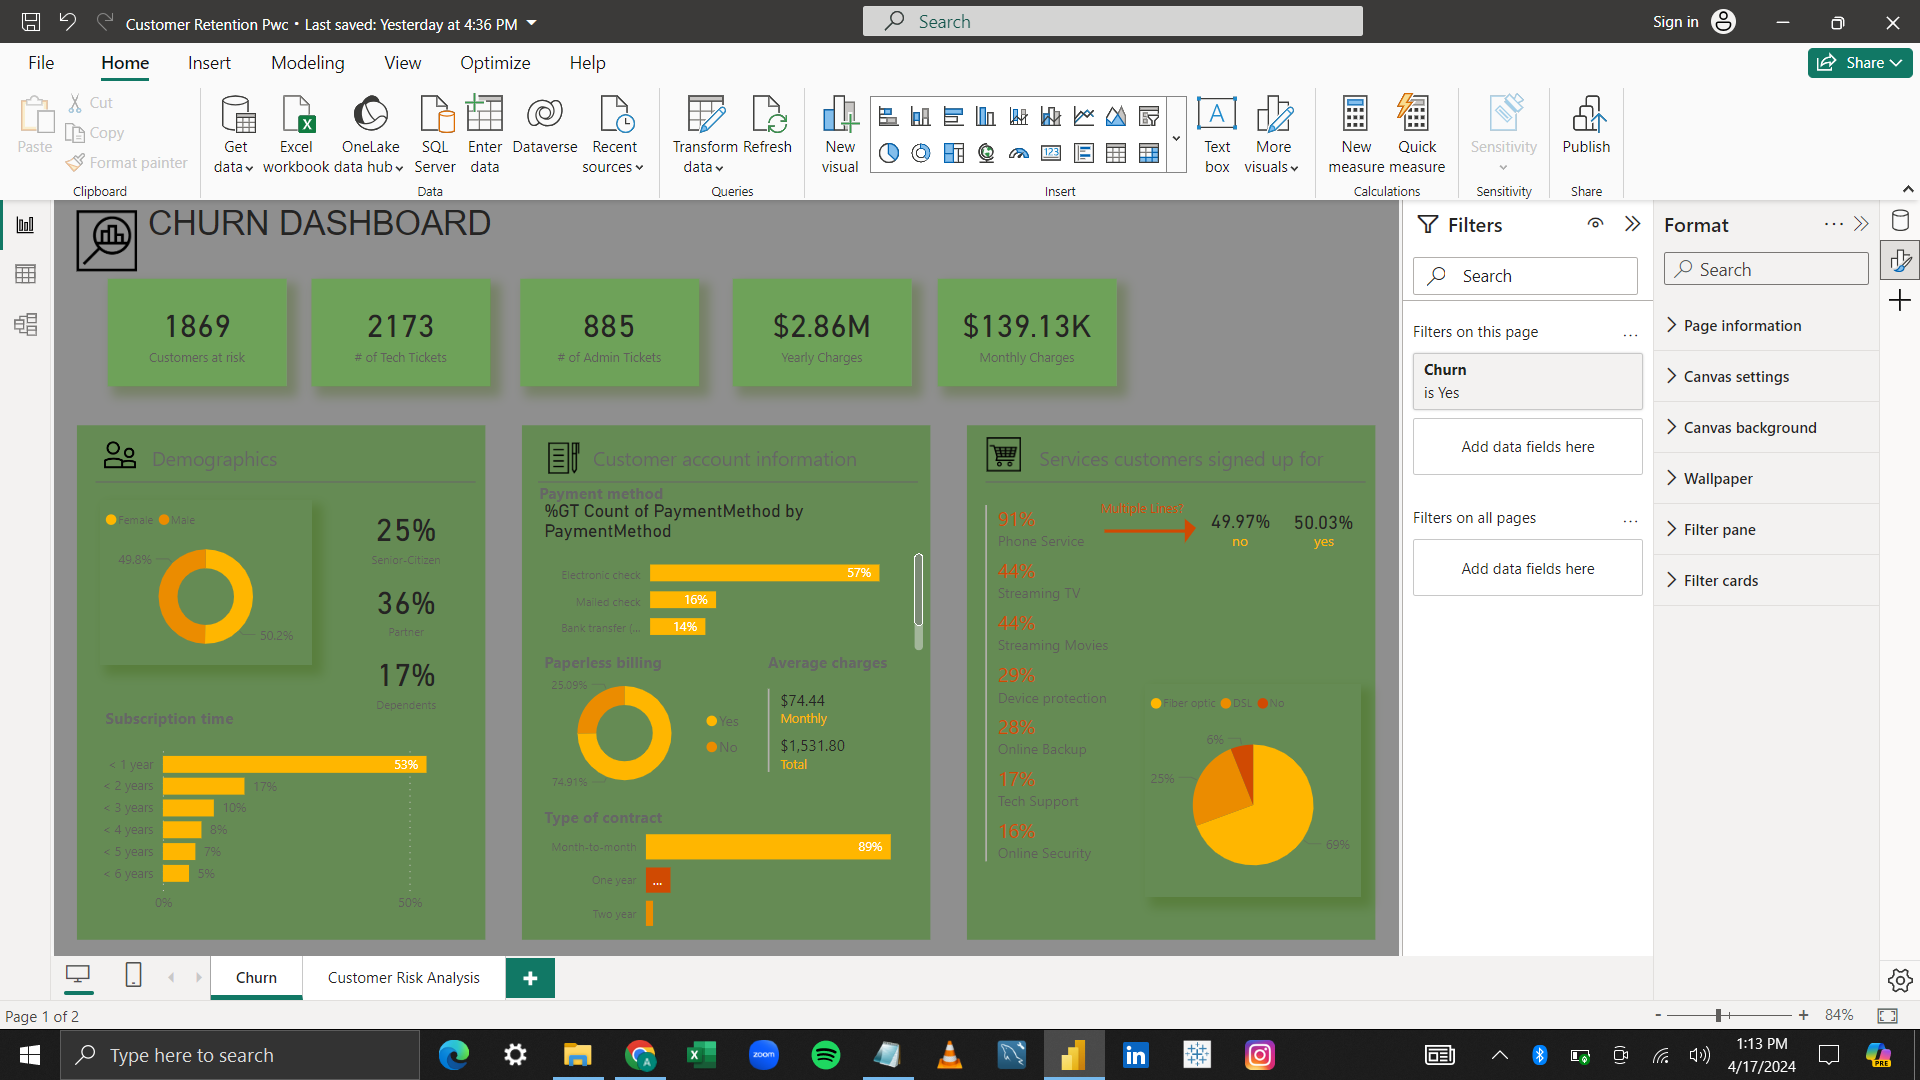 Customer Retention Pwc • Last saved: Yesterday at 4:36 PM
Search
Sign in
File Home Insert Modeling View Optimize Help
Share
Paste
Cut
Copy
Format painter
Clipboard
Get data
Excel workbook
OneLake data hub
SQL Server
Enter data
Dataverse
Recent sources
Data
Transform data
Refresh
Queries
New visual
123
A
Text box
More visuals
Insert
New measure
Quick measure
Calculations
Sensitivity
Sensitivity
Publish
Share
CHURN DASHBOARD
1869
Customers at risk
2173
# of Tech Tickets
885
# of Admin Tickets
$2.86M
Yearly Charges
$139.13K
Monthly Charges
Demographics
Female Male
49.8%
50.2%
25%
Senior-Citizen
36%
Partner
17%
Dependents
Subscription time
< 1 year 53%
< 2 years 17%
< 3 years 10%
< 4 years 8%
< 5 years 7%
< 6 years 5%
0% 50%
Customer account information
Payment method
%GT Count of PaymentMethod by
PaymentMethod
Electronic check 57%
Mailed check 16%
Bank transfer (... 14%
Paperless billing
25.09%
74.91%
Yes
No
Average charges
$74.44
Monthly
$1,531.80
Total
Type of contract
Month-to-month 89%
One year ...
Two year
Services customers signed up for
91%
Phone Service
Multiple Lines?
49.97%
no
50.03%
yes
44%
Streaming TV
44%
Streaming Movies
29%
Device protection
28%
Online Backup
17%
Tech Support
16%
Online Security
Fiber optic DSL No
6%
25%
69%
Filters
Search
Filters on this page ...
Churn
is Yes
Add data fields here
Filters on all pages ...
Add data fields here
Format ...
Search
Page information
Canvas settings
Canvas background
Wallpaper
Filter pane
Filter cards
Churn
Customer Risk Analysis
+
Page 1 of 2
- + 84%
Type here to search
zoom
in
1:13 PM
4/17/2024
PRE